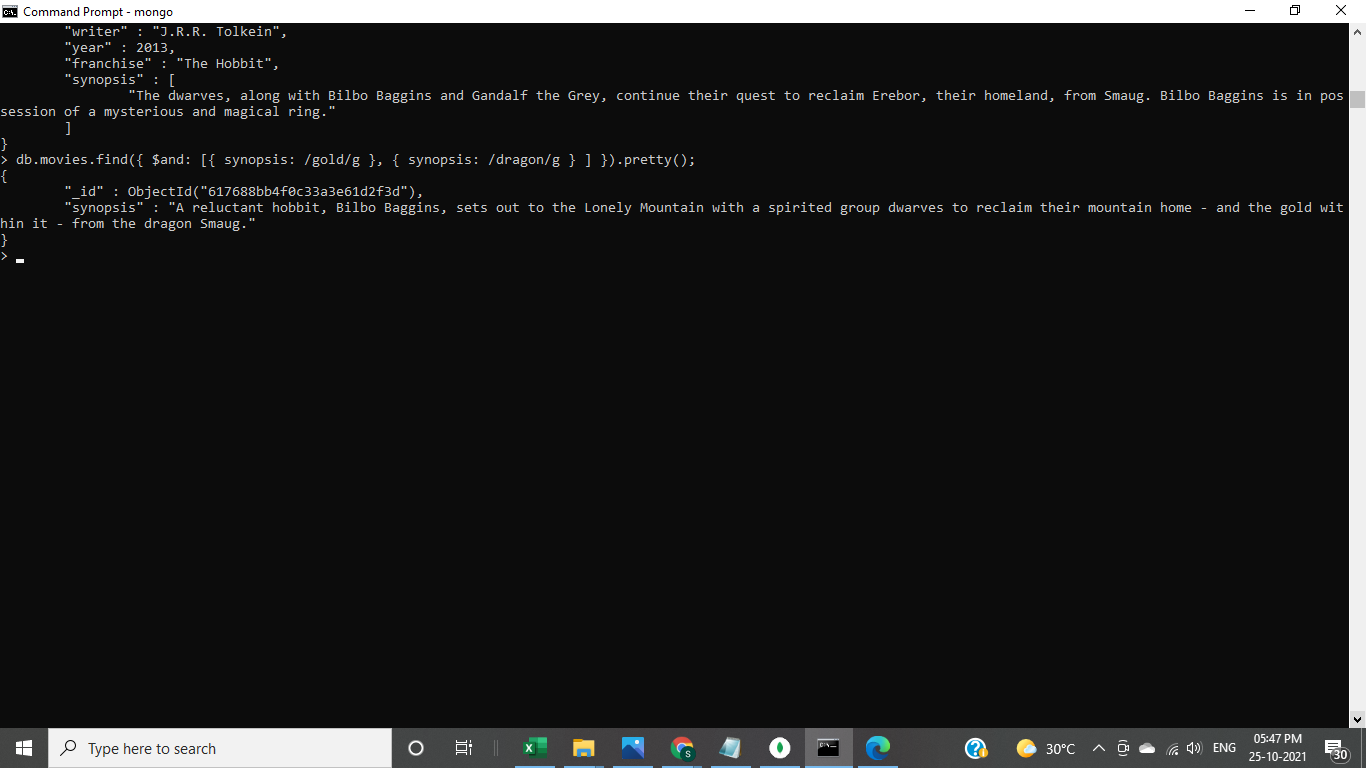 Command Prompt - mongo
"writer" : "J.R.R. Tolkein",
"year" : 2013,
"franchise" : "The Hobbit",
"synopsis" : [
"The dwarves, along with Bilbo Baggins and Gandalf the Grey, continue their quest to reclaim Erebor, their homeland, from Smaug. Bilbo Baggins is in pos
session of a mysterious and magical ring."
]
}
> db.movies.find({ $and: [{ synopsis: /gold/g }, { synopsis: /dragon/g } ] }).pretty();
{
"_id" : ObjectId("617688bb4f0c33a3e61d2f3d"),
"synopsis" : "A reluctant hobbit, Bilbo Baggins, sets out to the Lonely Mountain with a spirited group dwarves to reclaim their mountain home - and the gold wit
hin it - from the dragon Smaug."
}
>
Type here to search
30°C
ENG
05:47 PM
25-10-2021
30